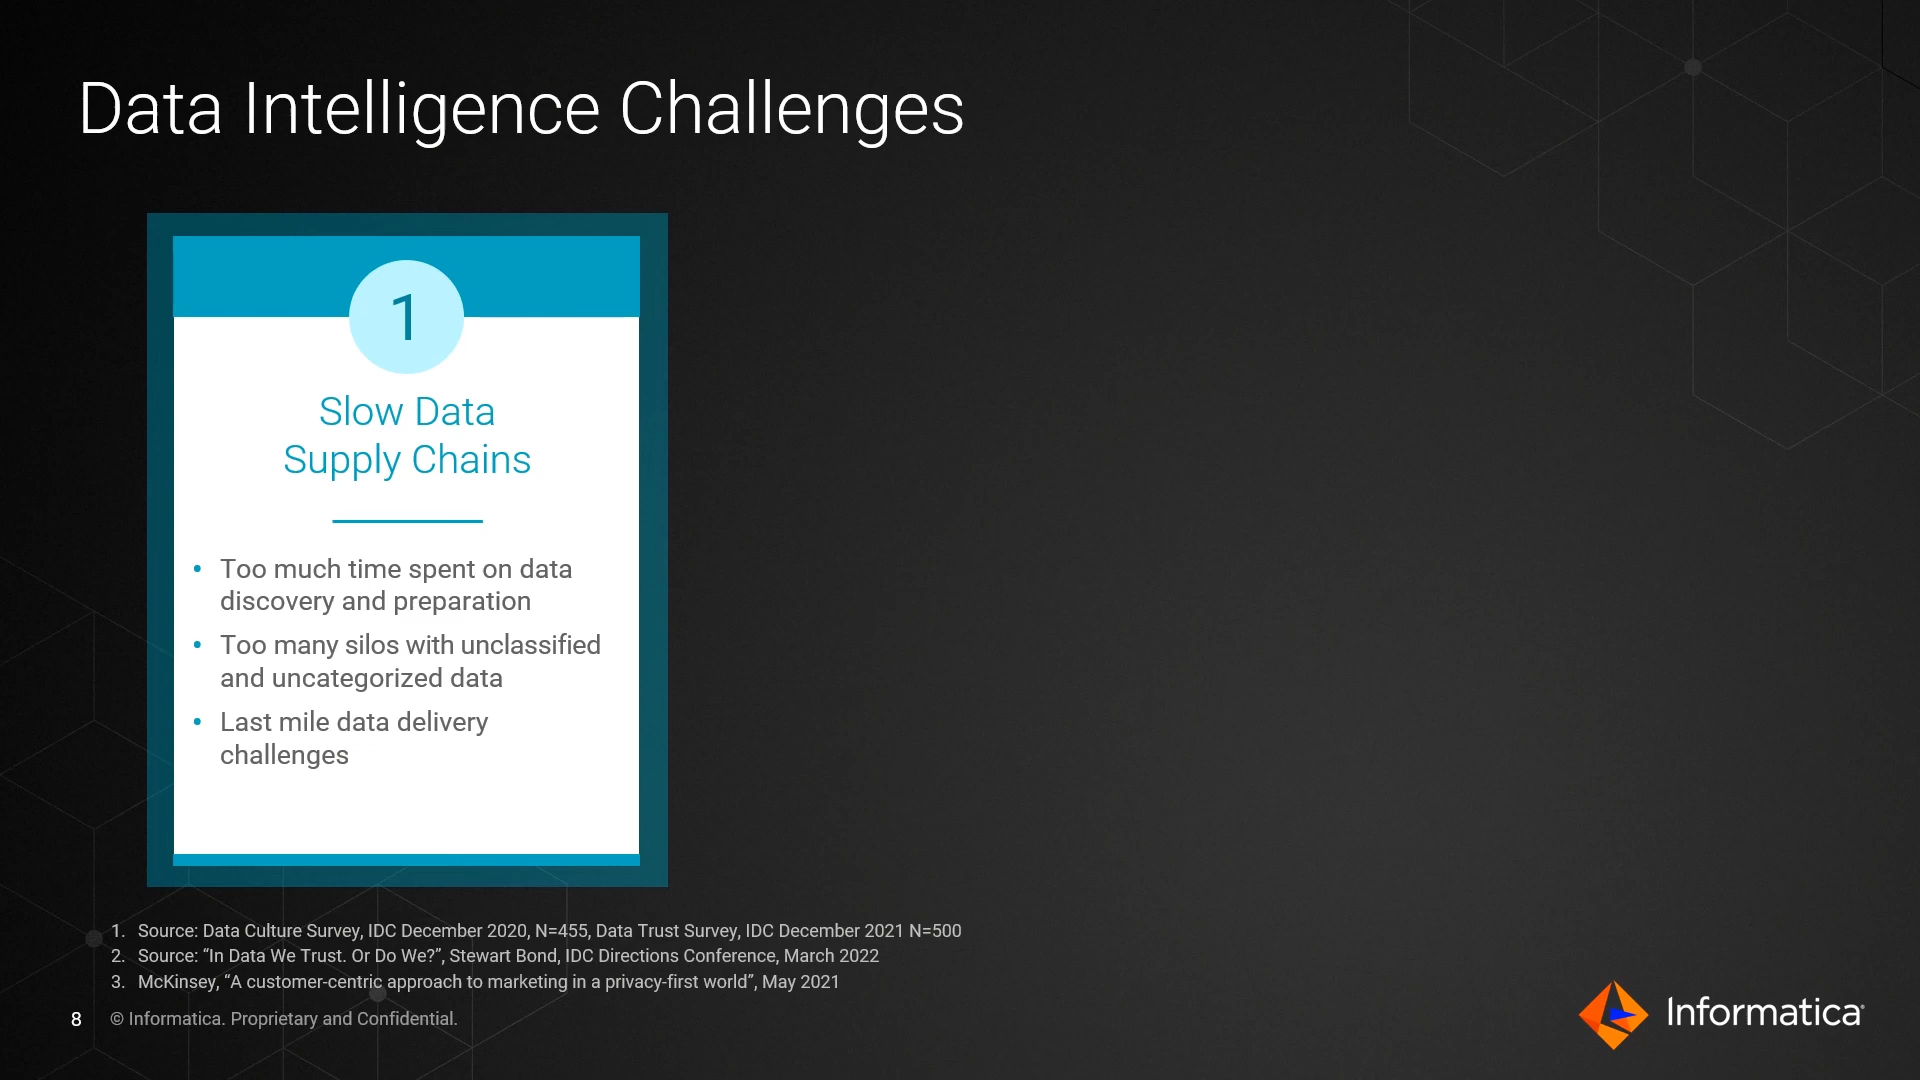 Data Intelligence Challenges
1
Slow Data
Supply Chains
• Too much time spent on data
discovery and preparation
• Too many silos with unclassified
and uncategorized data
• Last mile data delivery
challenges
1. Source: Data Culture Survey, IDC December 2020, N=455, Data Trust Survey, IDC December 2021 N=500
2. Source: “In Data We Trust. Or Do We?”, Stewart Bond, IDC Directions Conference, March 2022
3. McKinsey, “A customer-centric approach to marketing in a privacy-first world”, May 2021
8 © Informatica. Proprietary and Confidential.
Informatica